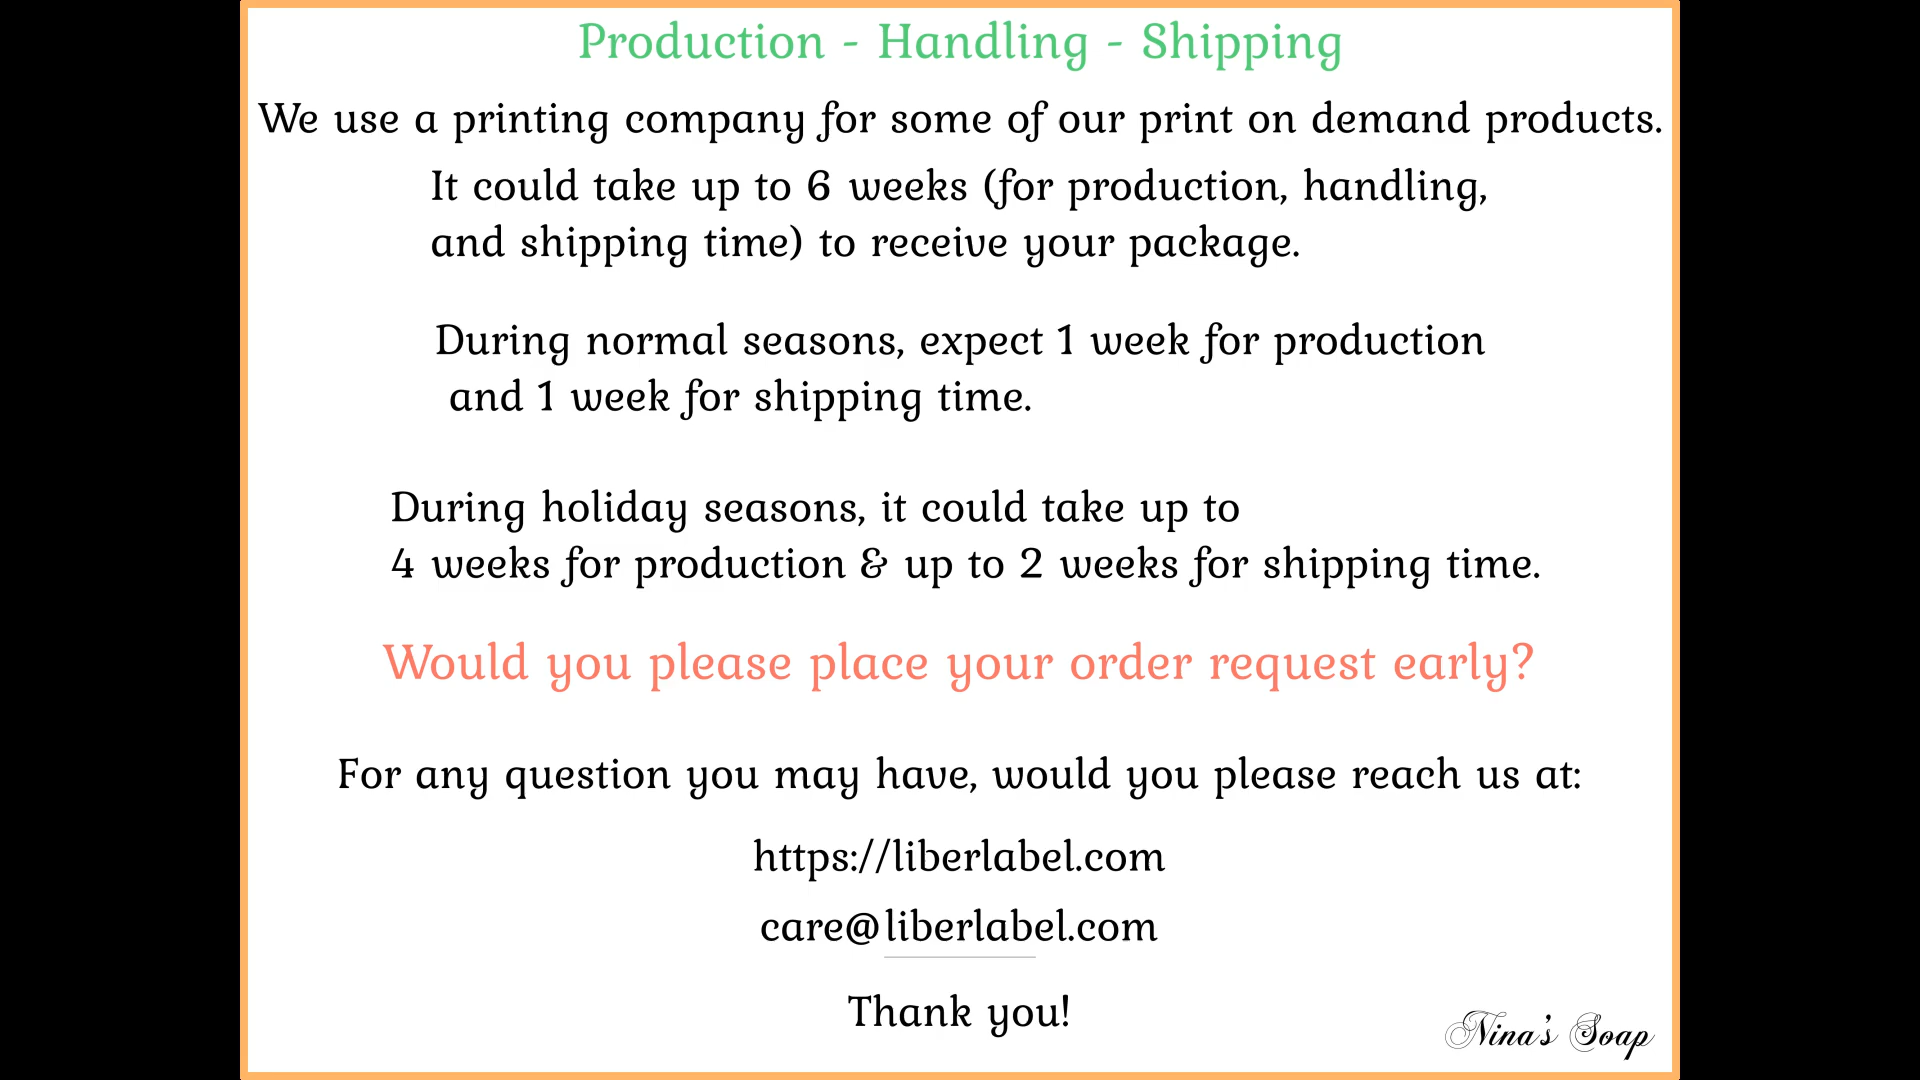 Production - Handling - Shipping
We use a printing company for some of our print on demand products.
It could take up to 6 weeks (for production, handling,
and shipping time) to receive your package.
During normal seasons, expect 1 week for production
and 1 week for shipping time.
During holiday seasons, it could take up to
4 weeks for production & up to 2 weeks for shipping time.
Would you please place your order request early?
For any question you may have, would you please reach us at:
https://liberlabel.com
care@liberlabel.com
Thank you!
Nina's Soap